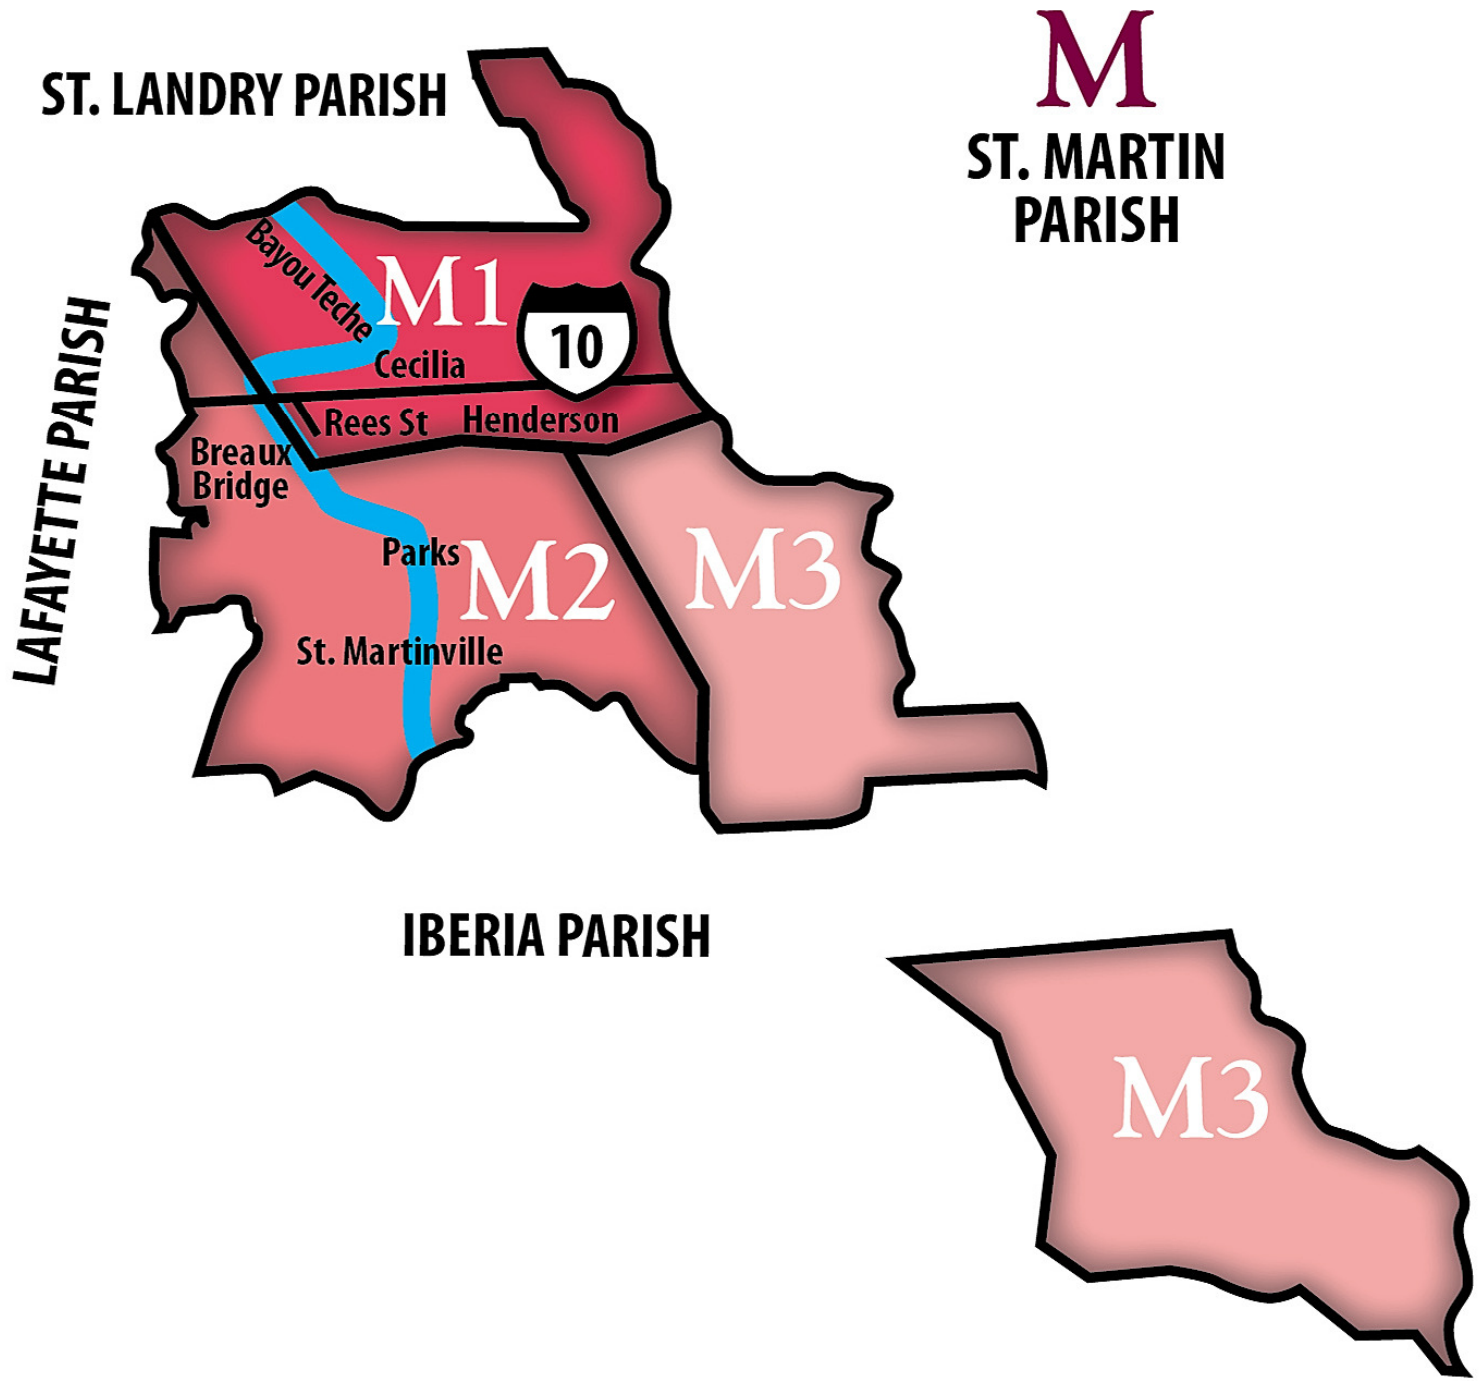 M
ST. MARTIN
PARISH
ST. LANDRY PARISH
LAFAYETTE PARISH
Bayou Teche
M1
10
Cecilia
Rees St
Henderson
Breaux
Bridge
Parks
M2
M3
St. Martinville
IBERIA PARISH
M3